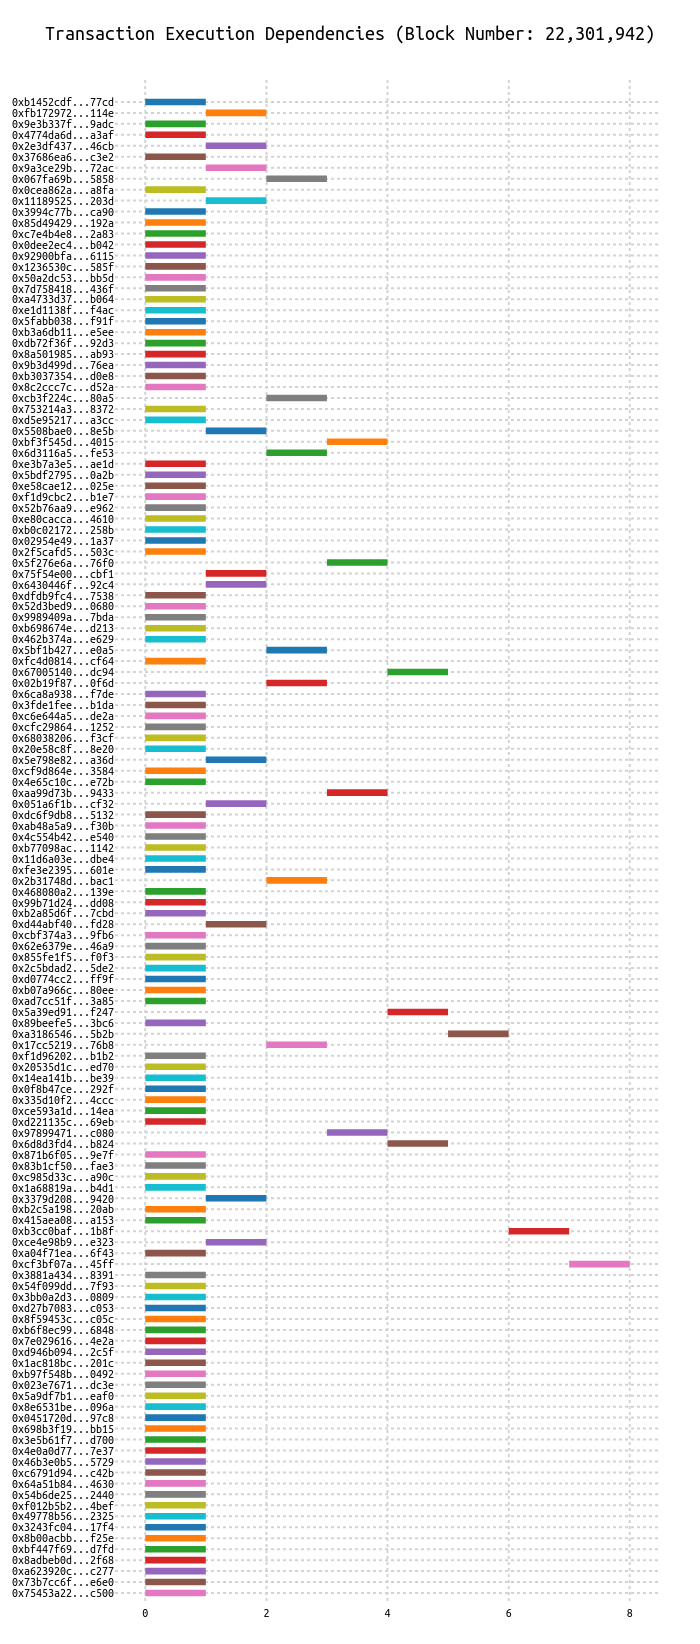 Transaction Execution Dependencies (Block Number: 22,301,942)
0xb1452cdf...77cd
0xfb172972...114e
0x9e3b337f...9adc
0x4774da6d...a3af
0x2e3df437...46cb
0x37686ea6...c3e2
0x9a3ce29b...72ac
0x067fa69b...5858
0x0cea862a...a8fa
0x11189525...203d
0x3994c77b...ca90
0x85d49429...192a
0xc7e4b4e8...2a83
0x0dee2ec4...b042
0x92900bfa...6115
0x1236530c...585f
0x50a2dc53...bb5d
0x7d758418...436f
0xa4733d37...b064
0xe1d1138f...f4ac
0x5fabb038...f91f
0xb3a6db11...e5ee
0xdb72f36f...92d3
0x8a501985...ab93
0x9b3d499d...76ea
0xb3037354...d0e8
0x8c2ccc7c...d52a
0xcb3f224c...80a5
0x753214a3...8372
0xd5e95217...a3cc
0x5508bae0...8e5b
0xbf3f545d...4015
0x6d3116a5...fe53
0xe3b7a3e5...ae1d
0x5bdf2795...0a2b
0xe58cae12...025e
0xf1d9cbc2...b1e7
0x52b76aa9...e962
0xe80cacca...4610
0xb0c02172...258b
0x02954e49...1a37
0x2f5cafd5...503c
0x5f276e6a...76f0
0x75f54e00...cbf1
0x6430446f...92c4
0xdfdb9fc4...7538
0x52d3bed9...0680
0x9989409a...7bda
0xb698674e...d213
0x462b374a...e629
0x5bf1b427...e0a5
0xfc4d0814...cf64
0x67005140...dc94
0x02b19f87...0f6d
0x6ca8a938...f7de
0x3fde1fee...b1da
0xc6e644a5...de2a
0xcfc29864...1252
0x68038206...f3cf
0x20e58c8f...8e20
0x5e798e82...a36d
0xcf9d864e...3584
0x4e65c10c...e72b
0xaa99d73b...9433
0x051a6f1b...cf32
0xdc6f9db8...5132
0xab48a5a9...f30b
0x4c554b42...e540
0xb77098ac...1142
0x11d6a03e...dbe4
0xfe3e2395...601e
0x2b31748d...bac1
0x468080a2...139e
0x99b71d24...dd08
0xb2a85d6f...7cbd
0xd44abf40...fd28
0xcbf374a3...9fb6
0x62e6379e...46a9
0x855fe1f5...f0f3
0x2c5bdad2...5de2
0xd0774cc2...ff9f
0xb07a966c...80ee
0xad7cc51f...3a85
0x5a39ed91...f247
0x89beefe5...3bc6
0xa3186546...5b2b
0x17cc5219...76b8
0xf1d96202...b1b2
0x20535d1c...ed70
0x14ea141b...be39
0x0f8b47ce...292f
0x335d10f2...4ccc
0xce593a1d...14ea
0xd221135c...69eb
0x97899471...c080
0x6d8d3fd4...b824
0x871b6f35...9e7f
0x83b1cf50...fae3
0xc985d33c...a90c
0x1a68819a...b4d1
0x3379d208...9420
0xb2c5a198...20ab
0x415aea08...a153
0xb3cc0baf...1b8f
0xce4e98b9...e323
0xa04f71ea...6f43
0xcf3bf07a...45ff
0x3881a434...8391
0x54f099dd...7f93
0x3bb0a2d3...0809
0xd27b7083...c053
0x8f59453c...c05c
0xb6f8ec99...6848
0x7e029616...4e2a
0xd946b094...2c5f
0x1ac818bc...201c
0xb97f548b...0492
0x023e7671...dc3e
0x5a9df7b1...eaf0
0x8e6531be...096a
0x0451720d...97c8
0x698b3f19...bb15
0x3e5b61f7...d700
0x4e0a0d77...7e37
0x46b3e0b5...5729
0xc6791d94...c42b
0x64a51b84...4630
0x54b6de25...2440
0xf012b5b2...4bef
0x49778b56...2325
0x3243fc04...17f4
0x8b00acbb...f25e
0xbf447f69...d7fd
0x8adbeb0d...2f68
0xa623920c...c277
0x73b7cc6f...e6e0
0x75453a22...c500
0 2 4 6 8